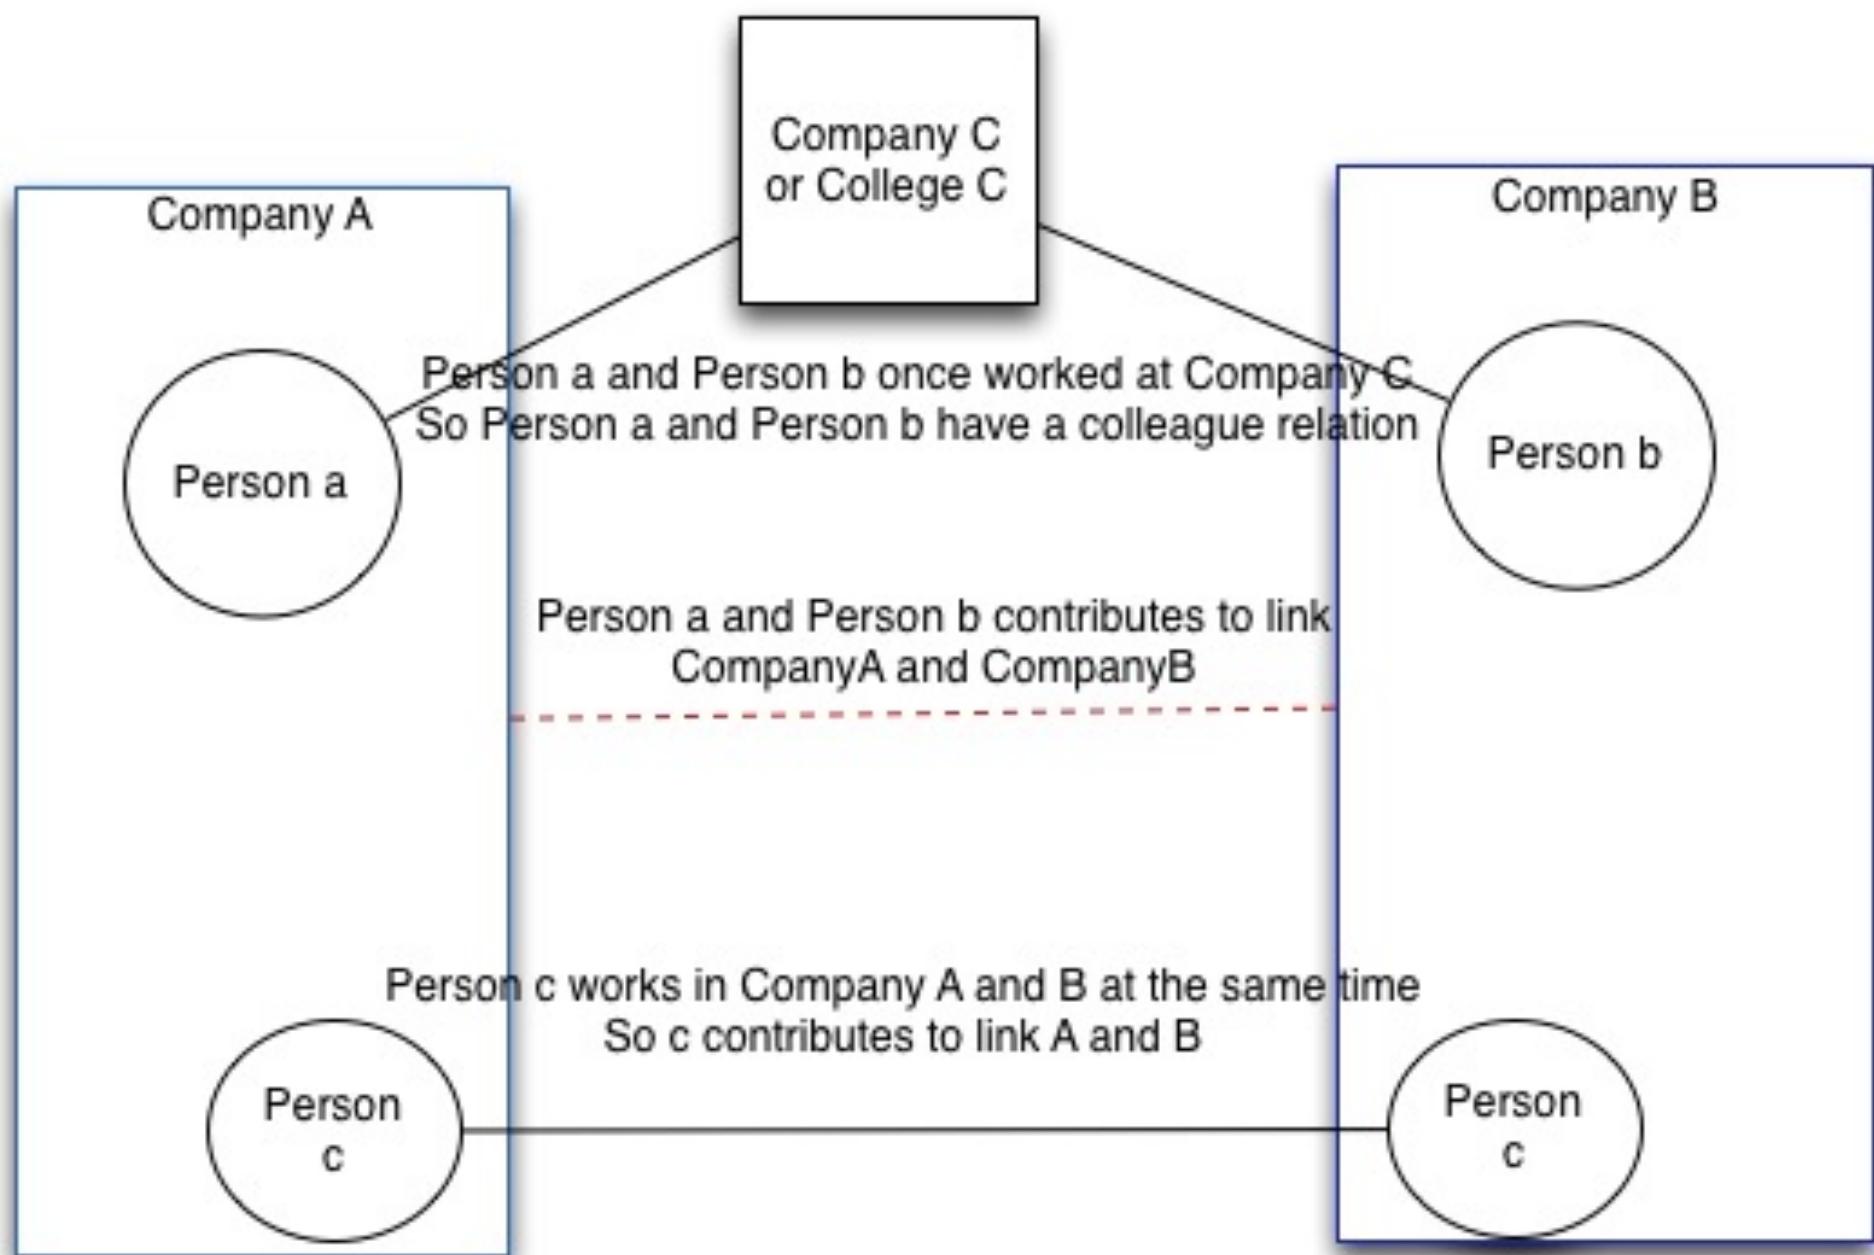 Company C
or College C
Company A
Company B
Person a and Person b once worked at Company C
So Person a and Person b have a colleague relation
Person a
Person b
Person a and Person b contributes to link
CompanyA and CompanyB
Person c works in Company A and B at the same time
So c contributes to link A and B
Person
c
Person
c